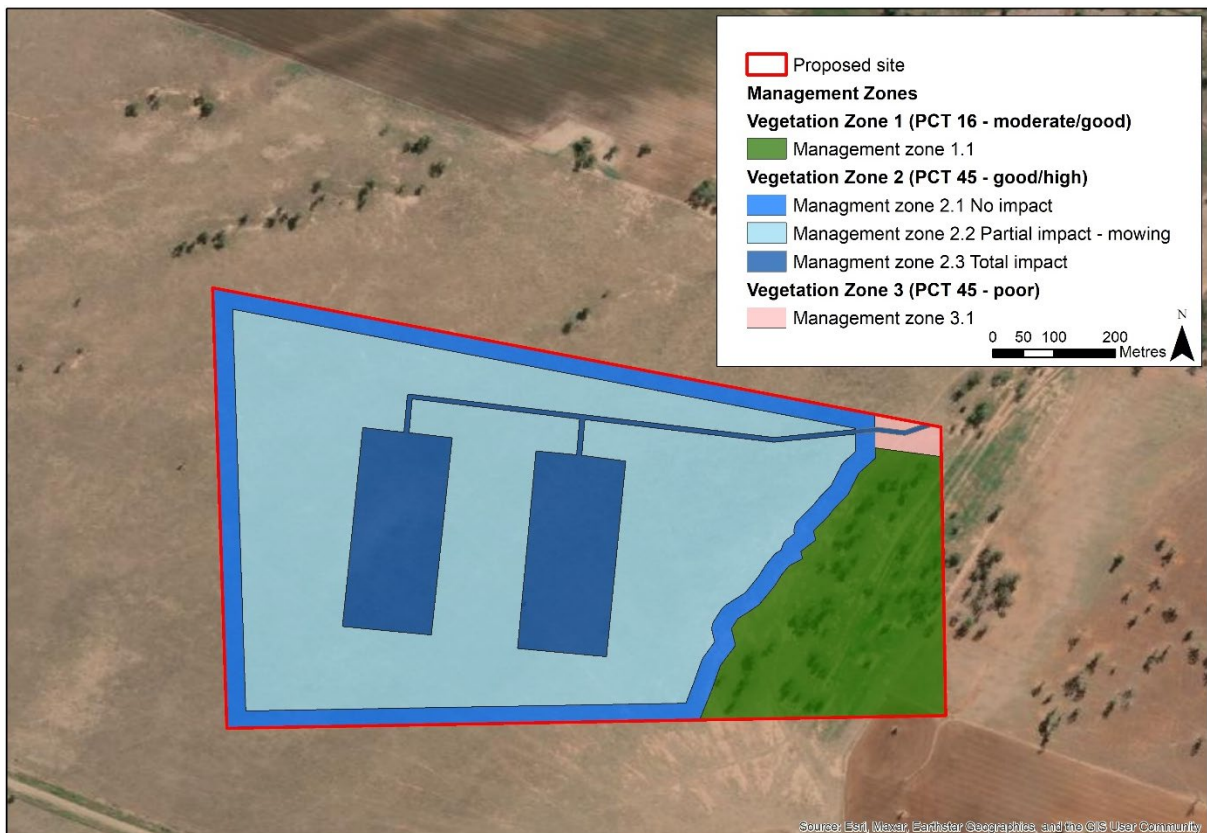 Proposed site
Management Zones
Vegetation Zone 1 (PCT 16 - moderate/good)
Management zone 1.1
Vegetation Zone 2 (PCT 45 - good/high)
Managment zone 2.1 No impact
Management zone 2.2 Partial impact - mowing
Managment zone 2.3 Total impact
Vegetation Zone 3 (PCT 45 - poor)
Management zone 3.1
N
0 50 100 200
Metres
Source: Esri, Maxar, Earthstar Geographics, and the GIS User Community